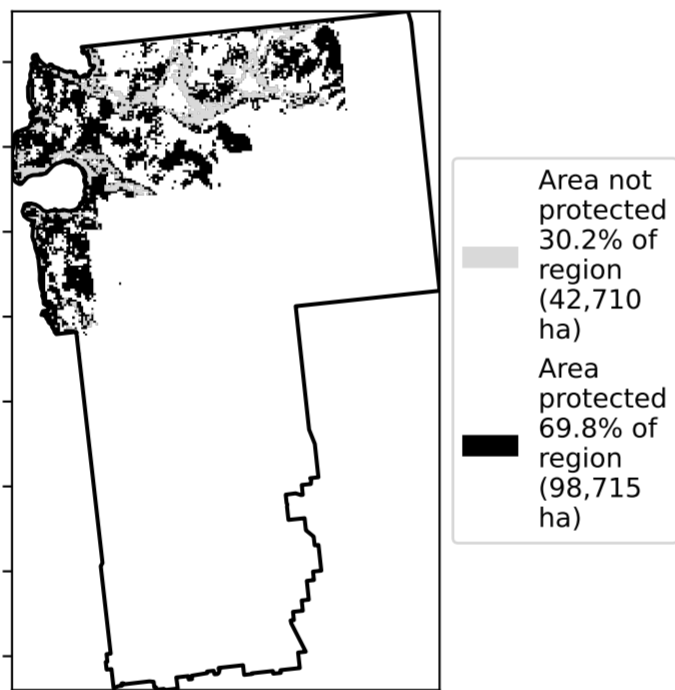 Area not
protected
30.2% of
region
(42,710
ha)
Area
protected
69.8% of
region
(98,715
ha)